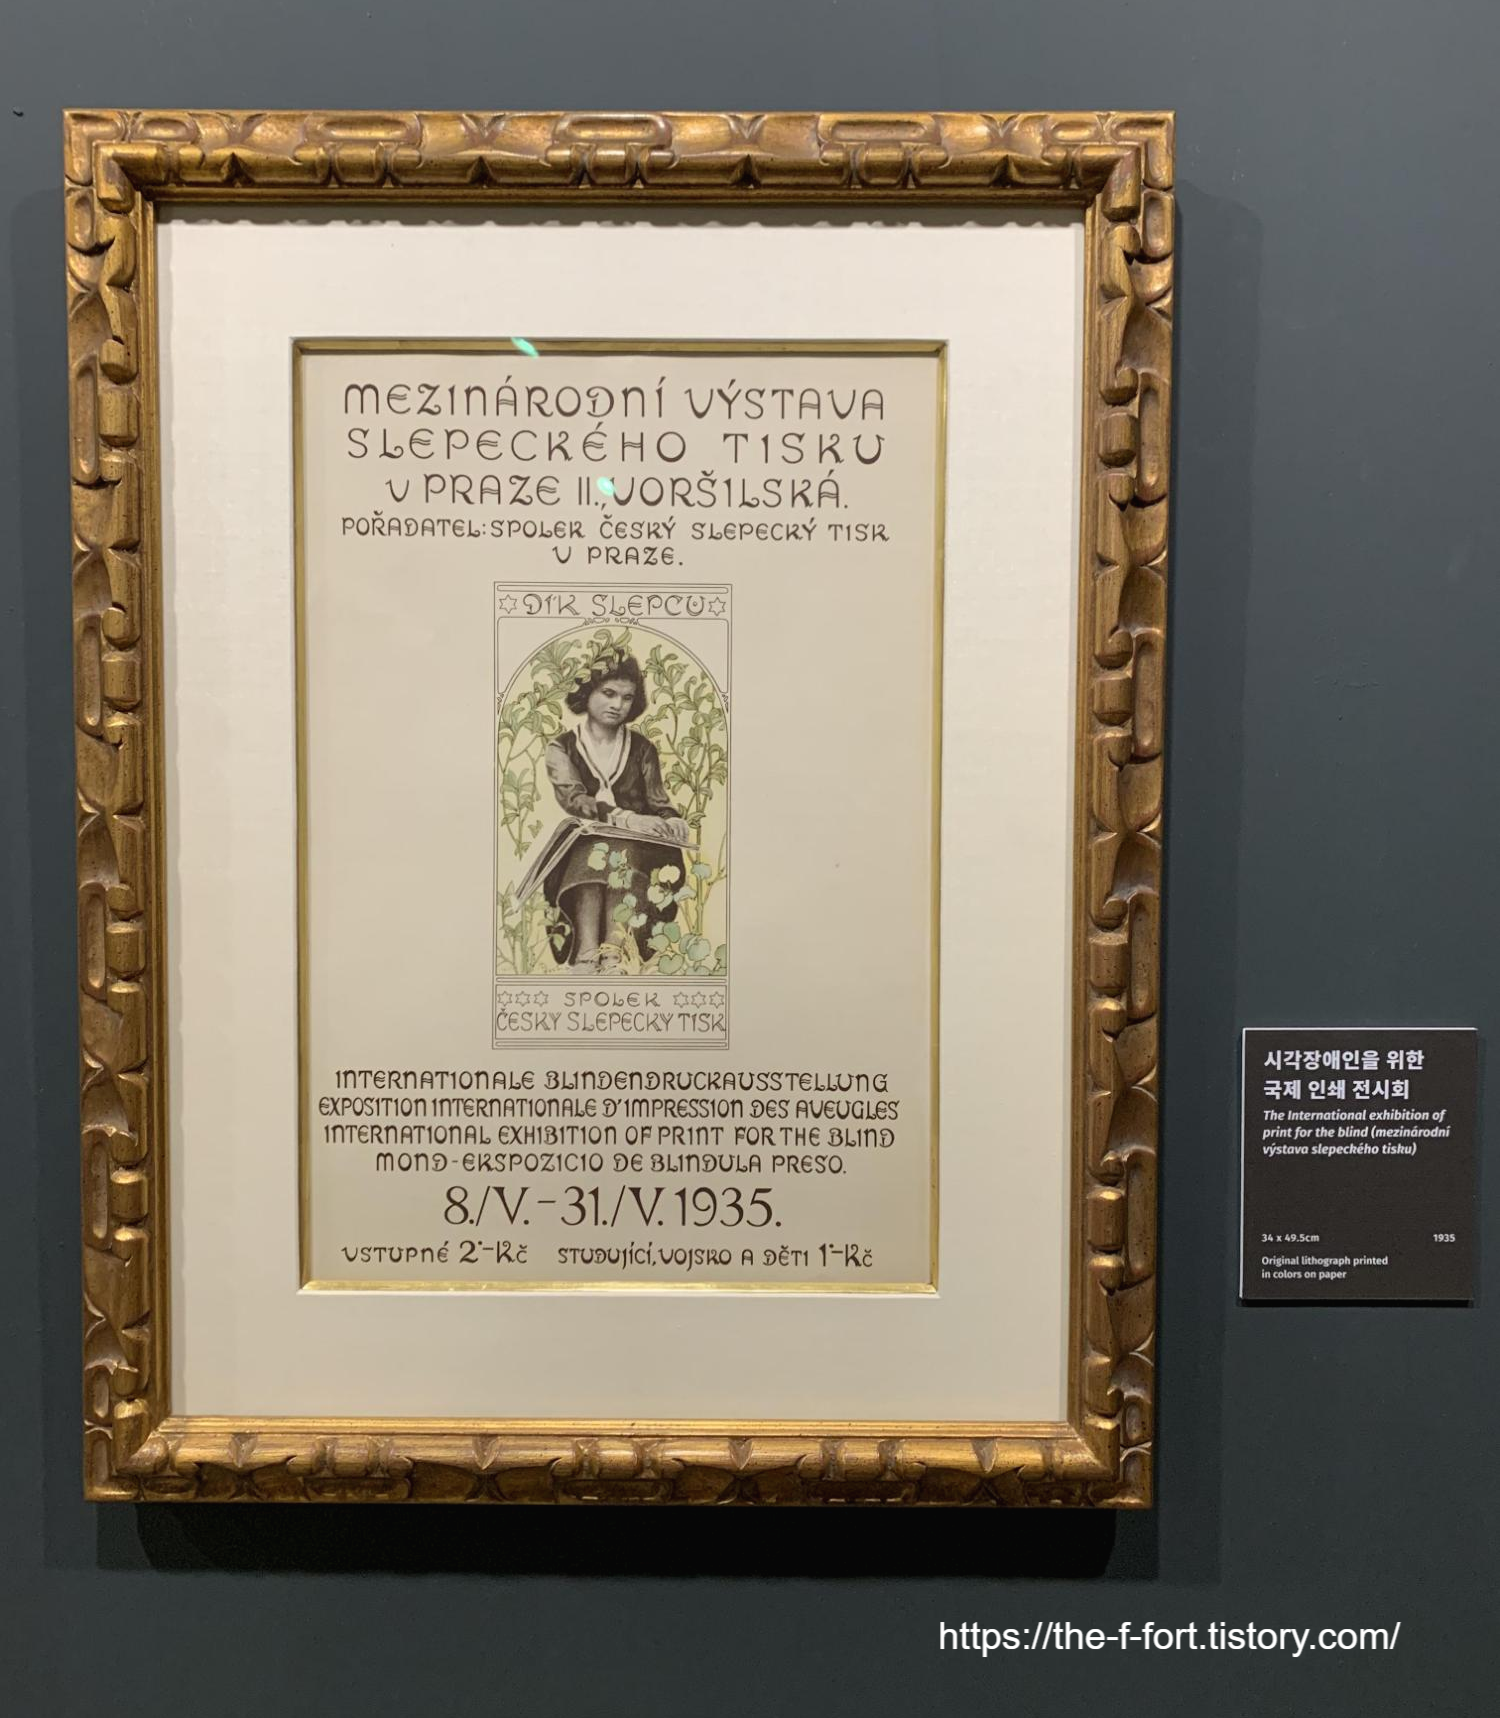 MEZINÁRODNÍ VÝSTAVA
SLEPECKÉHO TISKU
V PRAZE II., VORŠILSKÁ.
POŘADATEL: SPOLEK ČESKÝ SLEPECKÝ TISK
V PRAZE.
DÍK SLEPCŮ
SPOLEK
ČESKÝ SLEPECKÝ TISK
INTERNATIONALE BLINDENDRUCKAUSSTELLUNG
EXPOSITION INTERNATIONALE D'IMPRESSION DES AVEUGLES
INTERNATIONAL EXHIBITION OF PRINT FOR THE BLIND
MOND-EKSPOZICIO DE BLINDULA PRESO.
8./V.-31./V. 1935.
VSTUPNÉ 2·-Kč STUDUJÍCÍ, VOJSKO A DĚTI 1·-Kč
시각장애인을 위한
국제 인쇄 전시회
The International exhibition of
print for the blind (mezinárodní
výstava slepeckého tisku)
34 x 49.5cm 1935
Original lithograph printed
in colors on paper
https://the-f-fort.tistory.com/